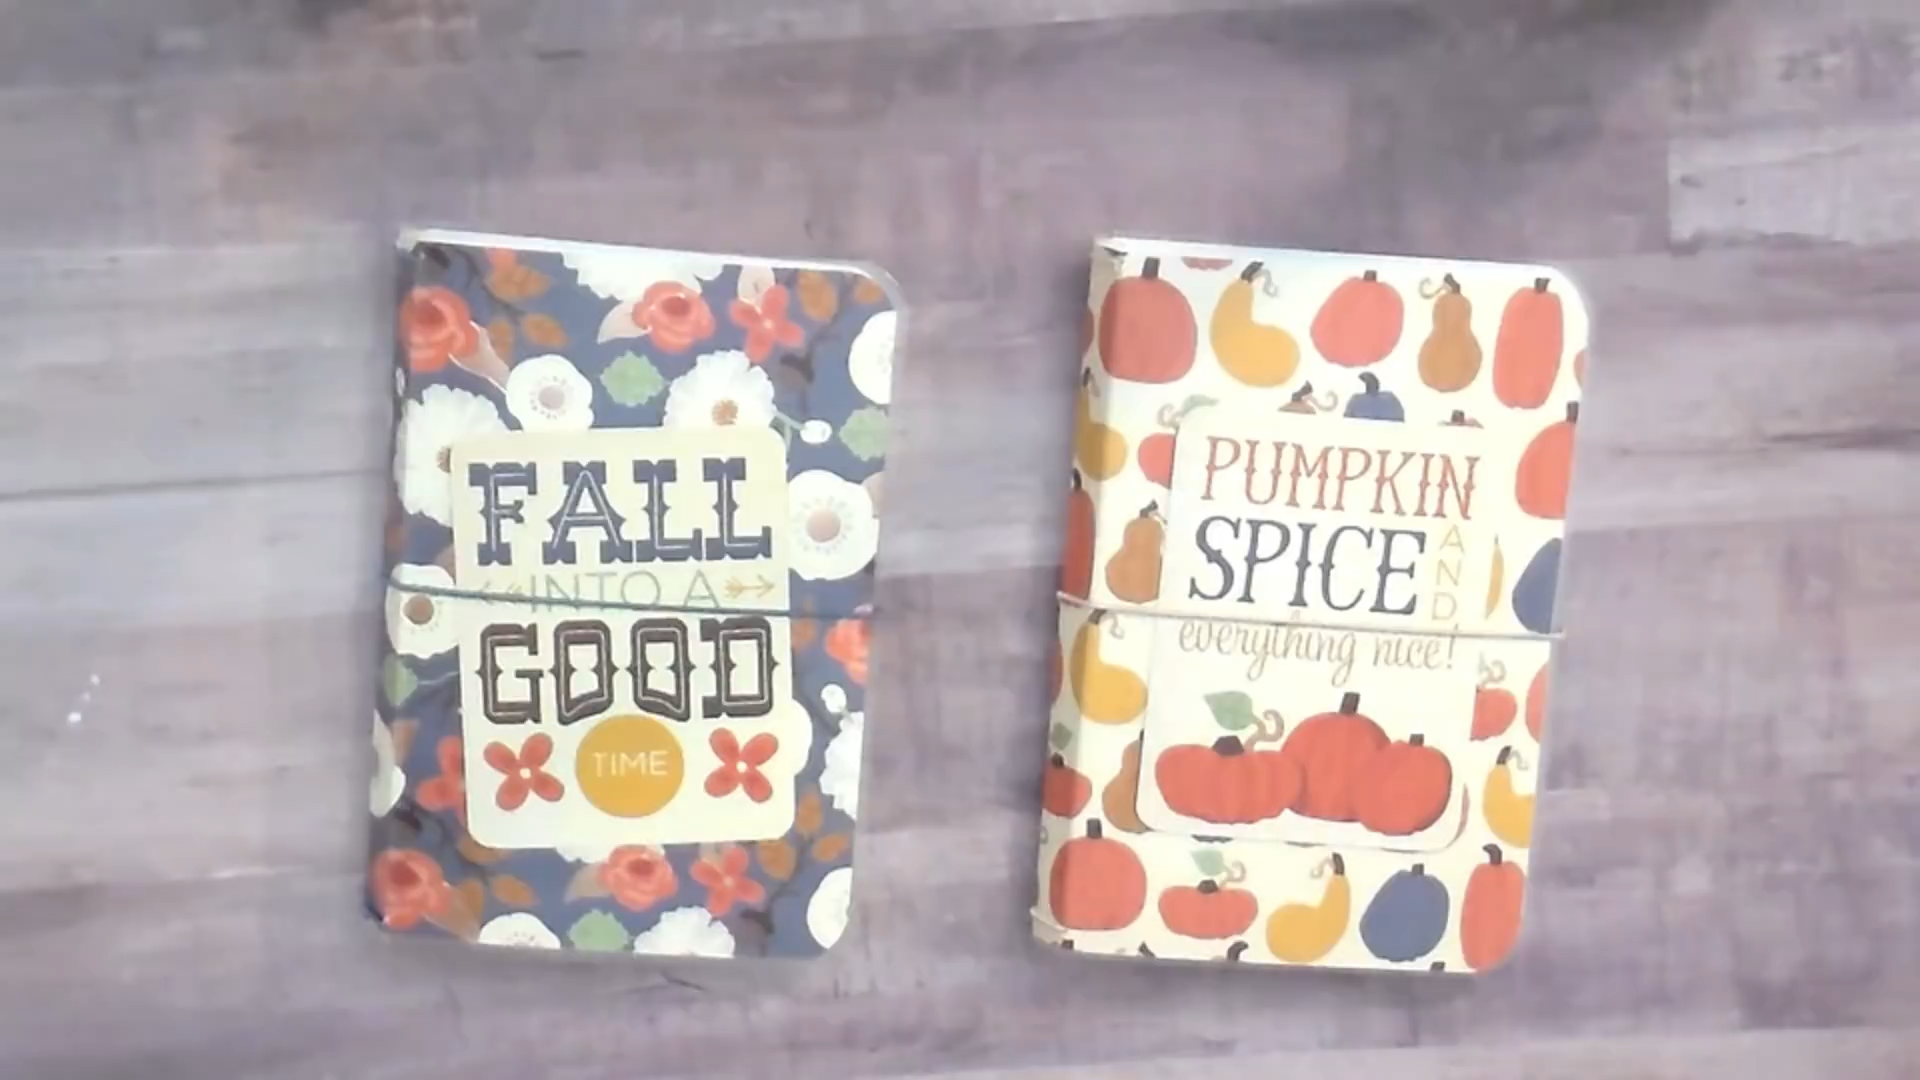 FALL
INTO A
GOOD
TIME
PUMPKIN
SPICE AND
everything nice!